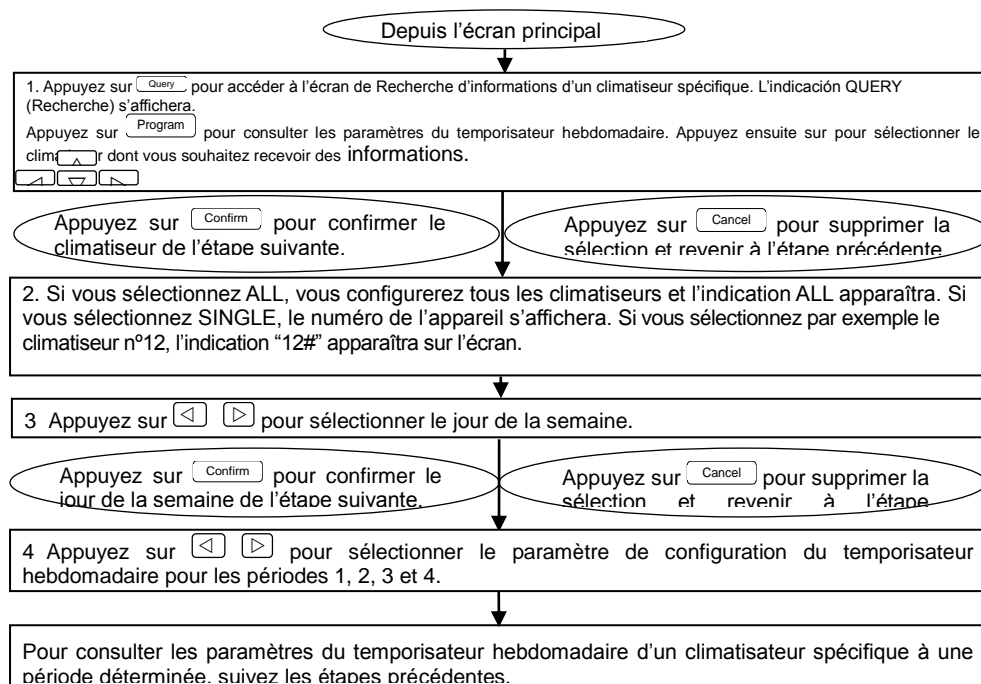 Depuis l'écran principal
1. Appuyez sur Query pour accéder à l'écran de Recherche d'informations d'un climatiseur spécifique. L'indicación QUERY
(Recherche) s'affichera.
Appuyez sur Program pour consulter les paramètres du temporisateur hebdomadaire. Appuyez ensuite sur pour sélectionner le
clim r dont vous souhaitez recevoir des informations.
Appuyez sur Confirm pour confirmer le
climatiseur de l'étape suivante.
Appuyez sur Cancel pour supprimer la
sélection et revenir à l'étape précédente
2. Si vous sélectionnez ALL, vous configurerez tous les climatiseurs et l'indication ALL apparaîtra. Si
vous sélectionnez SINGLE, le numéro de l'appareil s'affichera. Si vous sélectionnez par exemple le
climatiseur nº12, l'indication “12#” apparaîtra sur l'écran.
3 Appuyez sur ◁ ▷ pour sélectionner le jour de la semaine.
Appuyez sur Confirm pour confirmer le
jour de la semaine de l'étape suivante.
Appuyez sur Cancel pour supprimer la
sélection et revenir à l'étape
4 Appuyez sur ◁ ▷ pour sélectionner le paramètre de configuration du temporisateur
hebdomadaire pour les périodes 1, 2, 3 et 4.
Pour consulter les paramètres du temporisateur hebdomadaire d'un climatisateur spécifique à une
période déterminée, suivez les étapes précédentes.